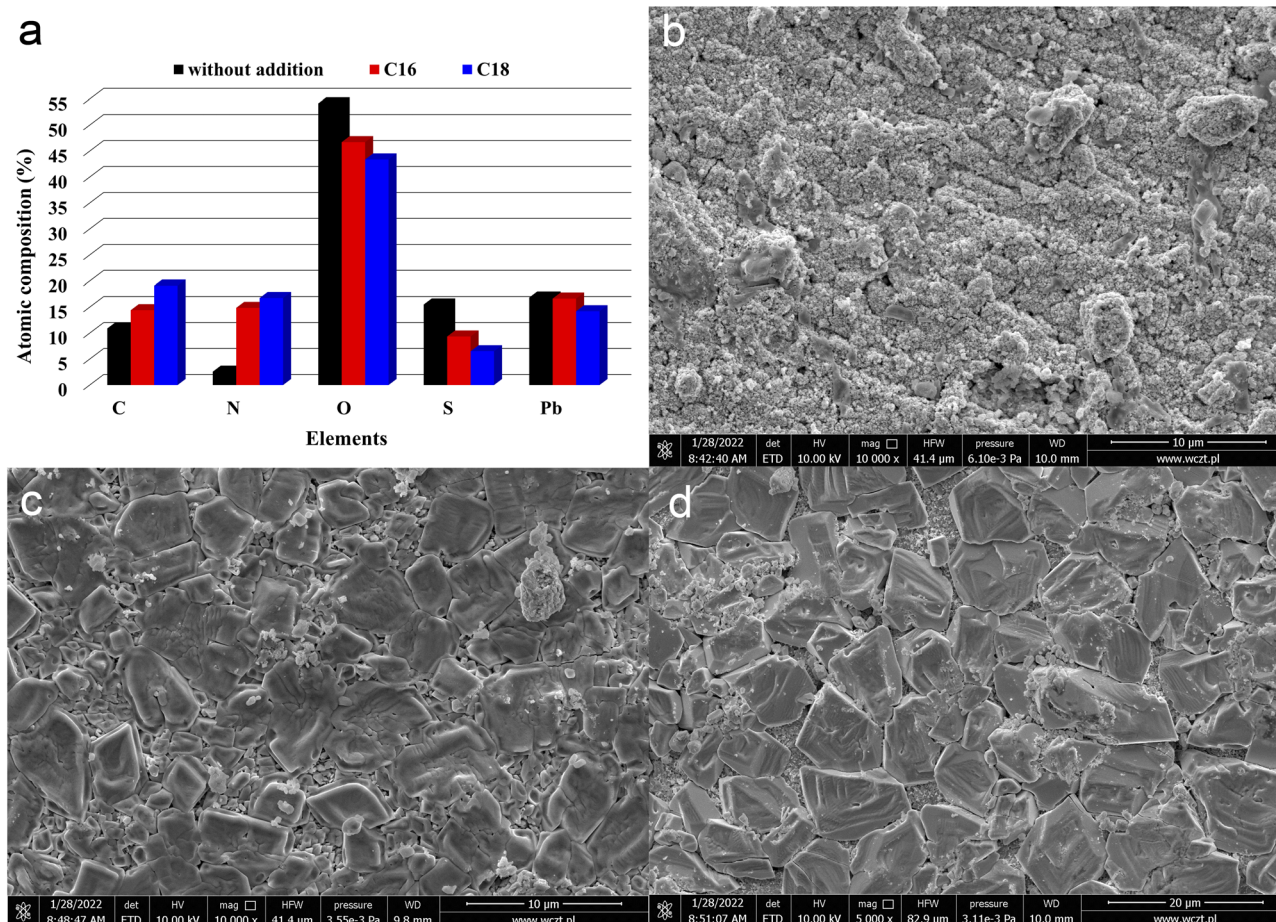 a
without addition C16 C18
Atomic composition (%)
55
50
45
40
35
30
25
20
15
10
5
0
C N O S Pb
Elements
b
1/28/2022 det HV mag HFW pressure WD 10 µm
8:42:40 AM ETD 10.00 kV 10 000 x 41.4 µm 6.10e-3 Pa 10.0 mm www.wczt.pl
c
1/28/2022 det HV mag HFW pressure WD 10 µm
8:48:47 AM ETD 10.00 kV 10 000 x 41.4 µm 3.55e-3 Pa 9.8 mm www.wczt.pl
d
1/28/2022 det HV mag HFW pressure WD 20 µm
8:51:07 AM ETD 10.00 kV 5 000 x 82.9 µm 3.11e-3 Pa 10.0 mm www.wczt.pl